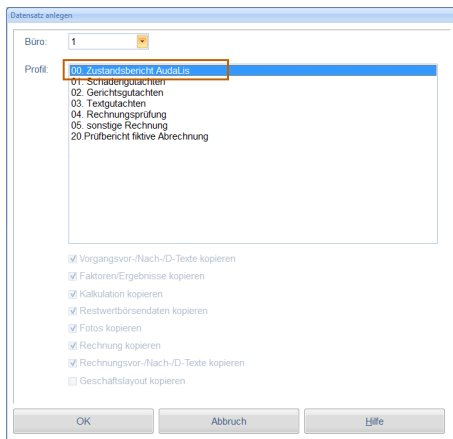 Datensatz anlegen
Büro: 1
Profil: 00. Zustandsbericht AudaLis
01. Schadengutachten
02. Gerichtsgutachten
03. Textgutachten
04. Rechnungsprüfung
05. sonstige Rechnung
20.Prüfbericht fiktive Abrechnung
Vorgangsvor-/Nach-/D-Texte kopieren
Faktoren/Ergebnisse kopieren
Kalkulation kopieren
Restwertbörsendaten kopieren
Fotos kopieren
Rechnung kopieren
Rechnungsvor-/Nach-/D-Texte kopieren
Geschäftslayout kopieren
OK Abbruch Hilfe